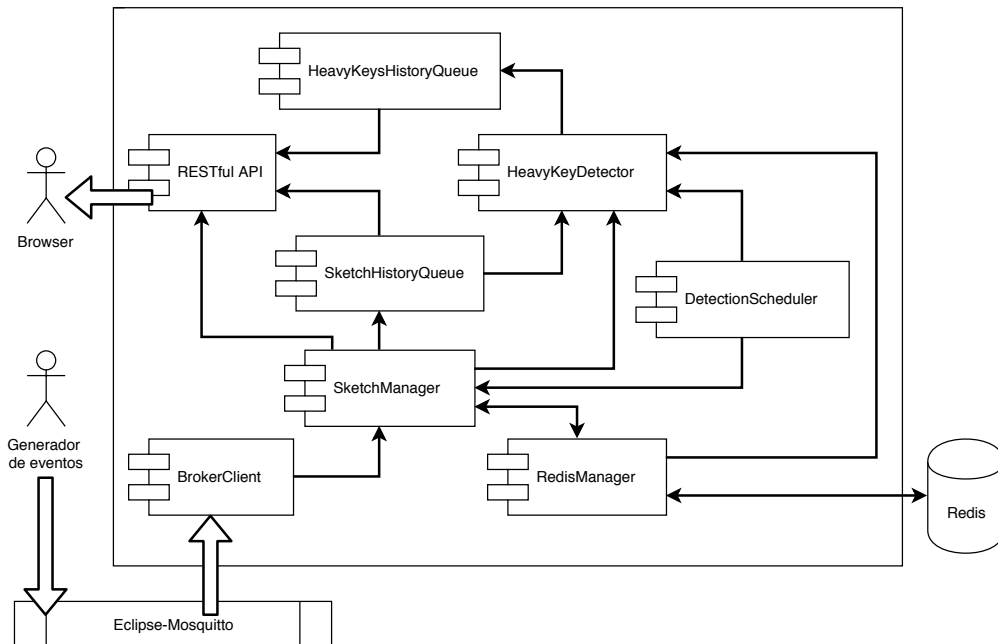 HeavyKeysHistoryQueue
RESTful API
HeavyKeyDetector
Browser
SketchHistoryQueue
DetectionScheduler
SketchManager
Generador
de eventos
BrokerClient
RedisManager
Redis
Eclipse-Mosquitto